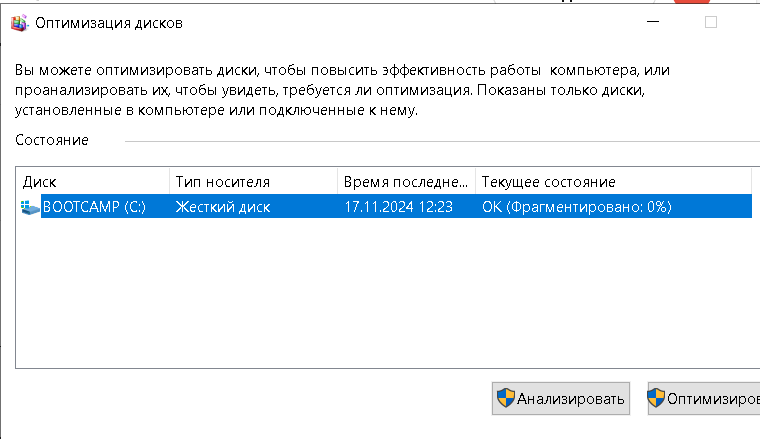 Оптимизация дисков
Вы можете оптимизировать диски, чтобы повысить эффективность работы  компьютера, или
проанализировать их, чтобы увидеть, требуется ли оптимизация. Показаны только диски,
установленные в компьютере или подключенные к нему.
Состояние
Диск Тип носителя Время последне... Текущее состояние
BOOTCAMP (C:) Жесткий диск 17.11.2024 12:23 ОК (Фрагментировано: 0%)
Анализировать Оптимизиров